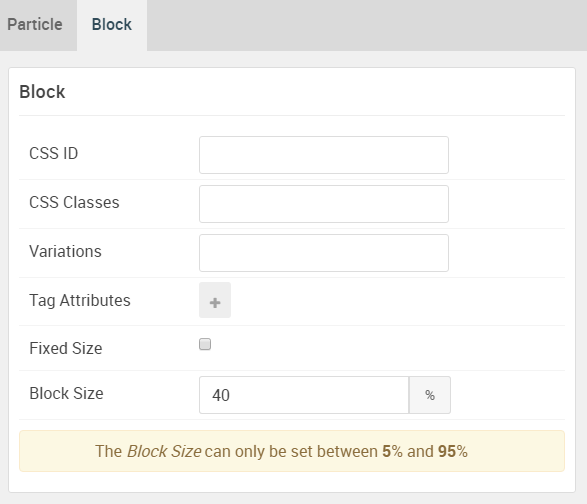 Particle Block
Block
CSS ID
CSS Classes
Variations
Tag Attributes +
Fixed Size
Block Size 40 %
The Block Size can only be set between 5% and 95%